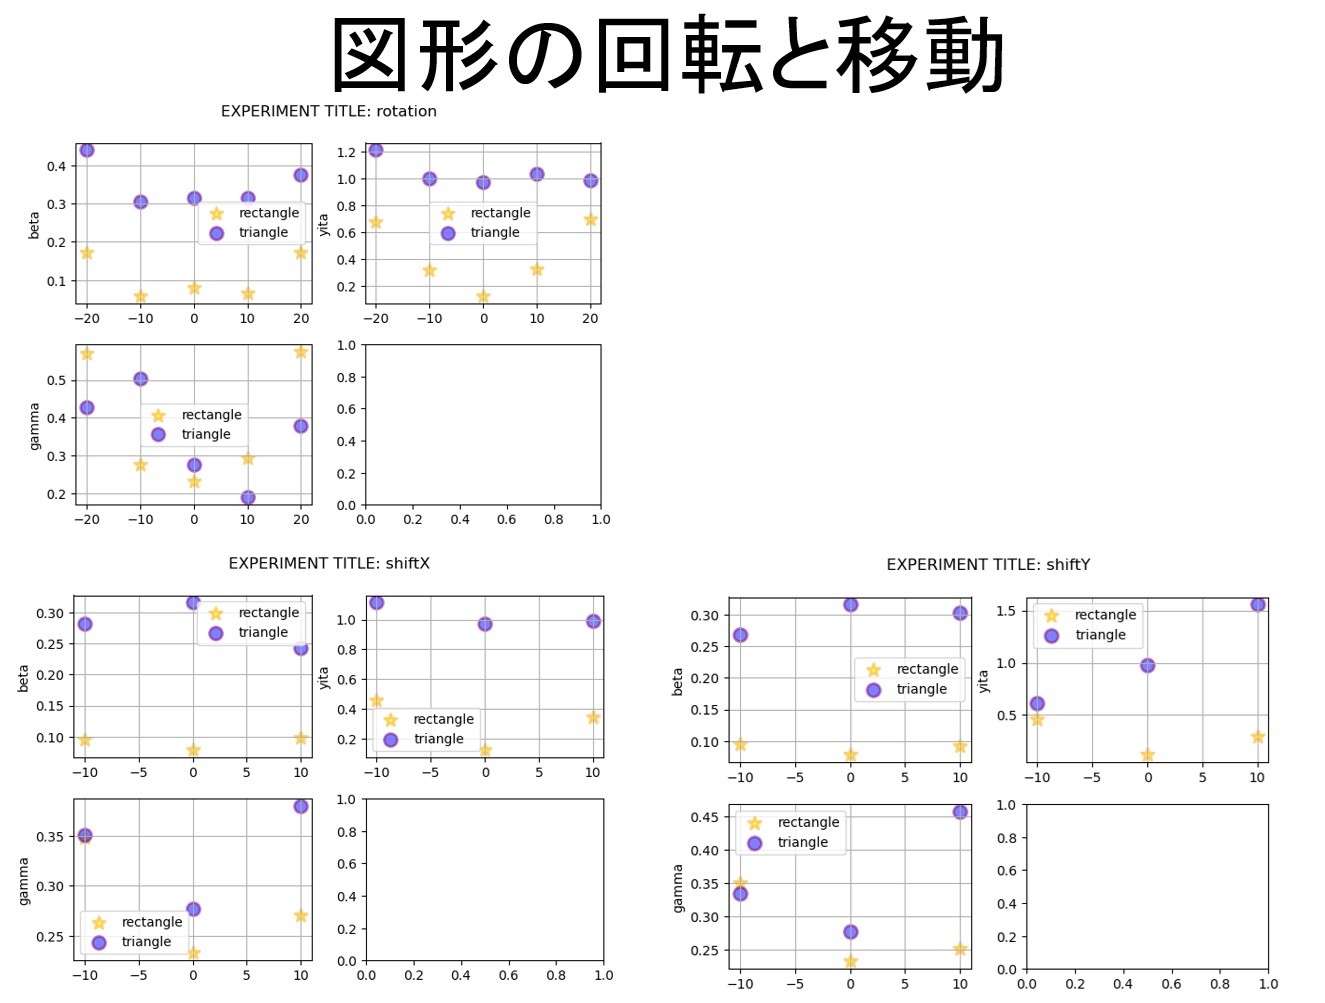 図形の回転と移動
EXPERIMENT TITLE: rotation
beta
0.4
0.3
0.2
0.1
rectangle
triangle
−20 −10 0 10 20
yita
1.2
1.0
0.8
0.6
0.4
0.2
rectangle
triangle
−20 −10 0 10 20
gamma
0.5
0.4
0.3
0.2
rectangle
triangle
−20 −10 0 10 20
1.0
0.8
0.6
0.4
0.2
0.0
0.0 0.2 0.4 0.6 0.8 1.0
EXPERIMENT TITLE: shiftX
beta
0.30
0.25
0.20
0.15
0.10
rectangle
triangle
−10 −5 0 5 10
yita
1.0
0.8
0.6
0.4
0.2
rectangle
triangle
−10 −5 0 5 10
gamma
0.35
0.30
0.25
rectangle
triangle
−10 −5 0 5 10
1.0
0.8
0.6
0.4
0.2
0.0
0.0 0.2 0.4 0.6 0.8 1.0
EXPERIMENT TITLE: shiftY
beta
0.30
0.25
0.20
0.15
0.10
rectangle
triangle
−10 −5 0 5 10
yita
1.5
1.0
0.5
rectangle
triangle
−10 −5 0 5 10
gamma
0.45
0.40
0.35
0.30
0.25
rectangle
triangle
−10 −5 0 5 10
1.0
0.8
0.6
0.4
0.2
0.0
0.0 0.2 0.4 0.6 0.8 1.0